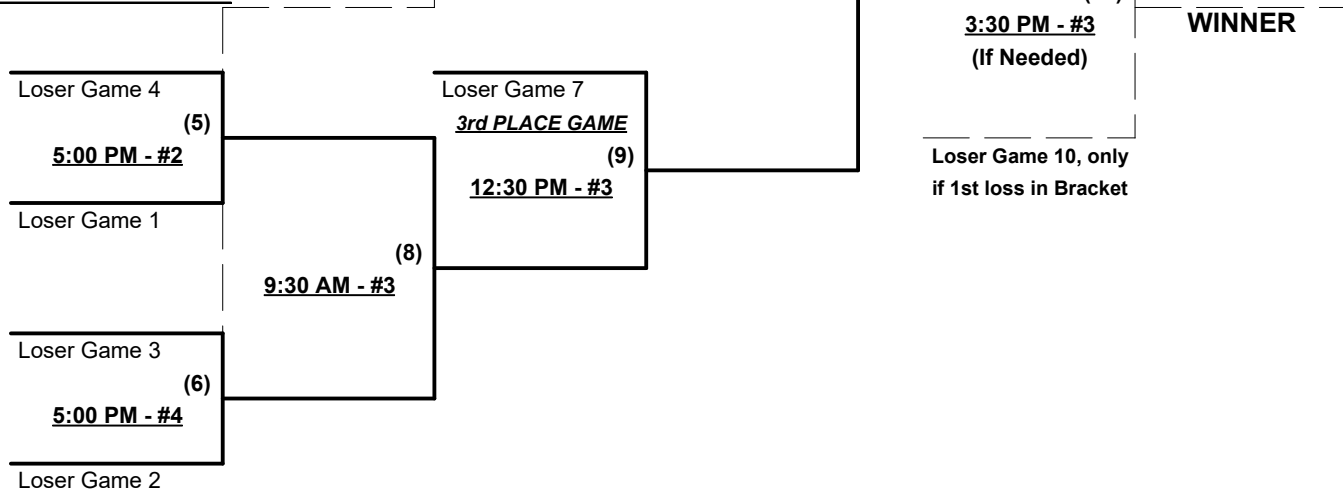 3:30 PM - #3
WINNER
(If Needed)
Loser Game 4
(5)
5:00 PM - #2
Loser Game 1
Loser Game 7
3rd PLACE GAME
(9)
12:30 PM - #3
Loser Game 10, only
if 1st loss in Bracket
(8)
9:30 AM - #3
Loser Game 3
(6)
5:00 PM - #4
Loser Game 2